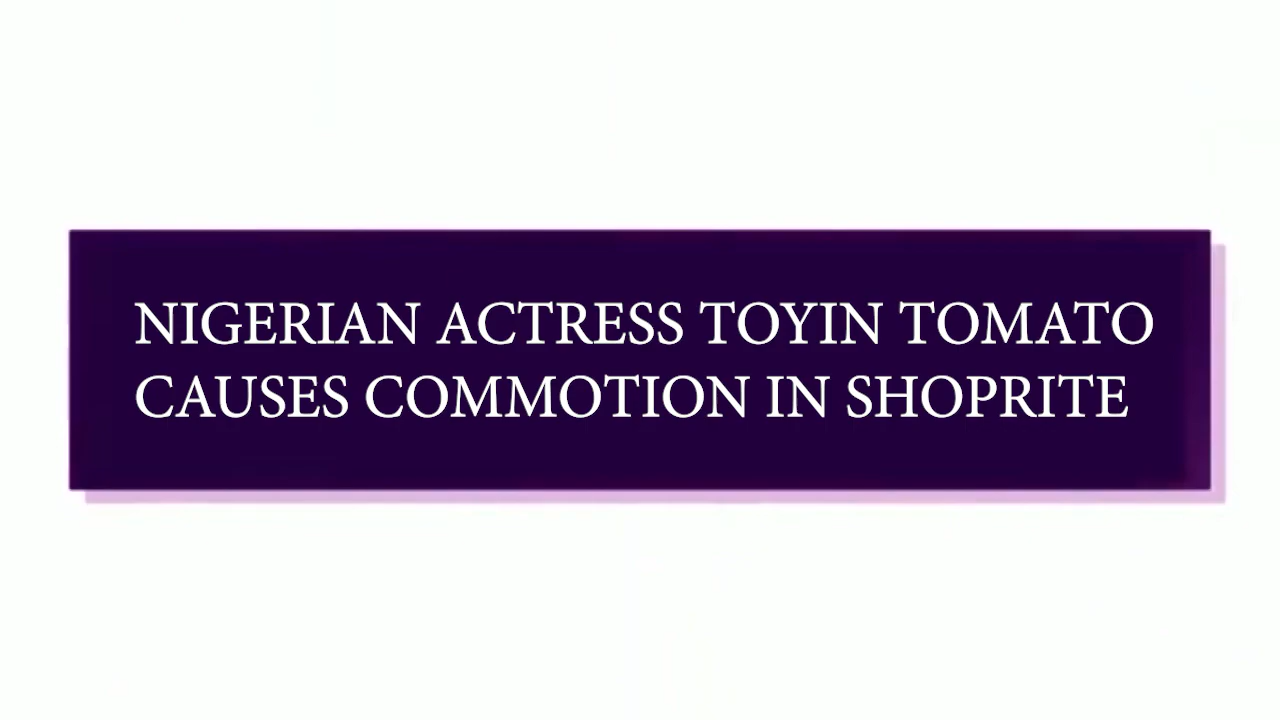 NIGERIAN ACTRESS TOYIN TOMATO
CAUSES COMMOTION IN SHOPRITE